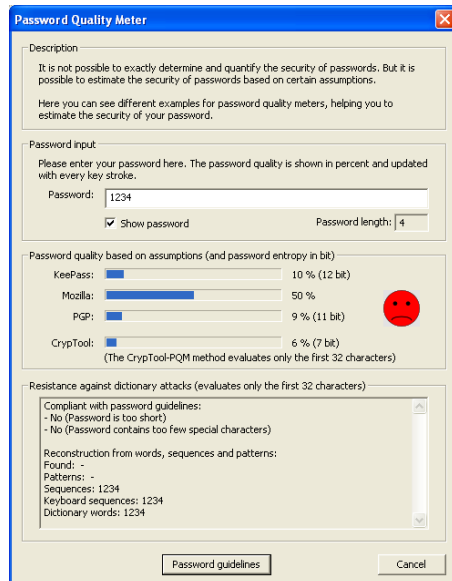 Password Quality Meter
Description
It is not possible to exactly determine and quantify the security of passwords. But it is
possible to estimate the security of passwords based on certain assumptions.
Here you can see different examples for password quality meters, helping you to
estimate the security of your password.
Password input
Please enter your password here. The password quality is shown in percent and updated
with every key stroke.
Password: 1234
Show password Password length: 4
Password quality based on assumptions (and password entropy in bit)
KeePass: 10 % (12 bit)
Mozilla: 50 %
PGP: 9 % (11 bit)
CrypTool: 6 % (7 bit)
(The CrypTool-PQM method evaluates only the first 32 characters)
Resistance against dictionary attacks (evaluates only the first 32 characters)
Compliant with password guidelines:
- No (Password is too short)
- No (Password contains too few special characters)
Reconstruction from words, sequences and patterns:
Found: -
Patterns: -
Sequences: 1234
Keyboard sequences: 1234
Dictionary words: 1234
Password guidelines Cancel